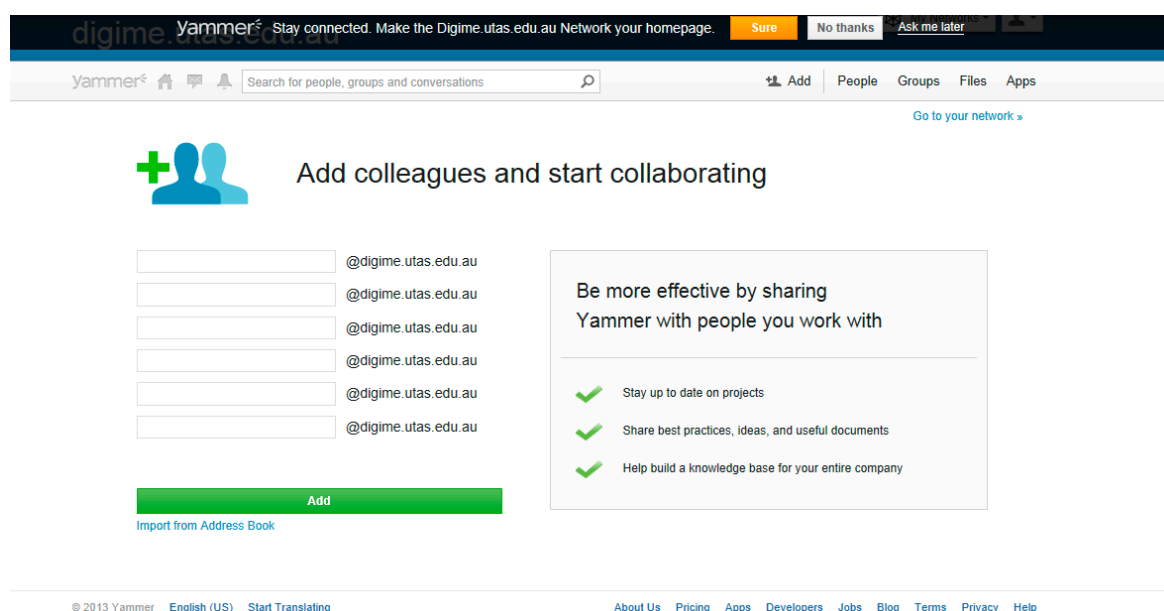 digime.utas.edu.au
yammer Stay connected. Make the Digime.utas.edu.au Network your homepage. Sure No thanks Ask me later
My Networks
yammer Search for people, groups and conversations Add People Groups Files Apps
Go to your network »
Add colleagues and start collaborating
@digime.utas.edu.au
@digime.utas.edu.au
@digime.utas.edu.au
@digime.utas.edu.au
@digime.utas.edu.au
@digime.utas.edu.au
Add
Import from Address Book
Be more effective by sharing
Yammer with people you work with
Stay up to date on projects
Share best practices, ideas, and useful documents
Help build a knowledge base for your entire company
© 2013 Yammer English (US) Start Translating About Us Pricing Apps Developers Jobs Blog Terms Privacy Help